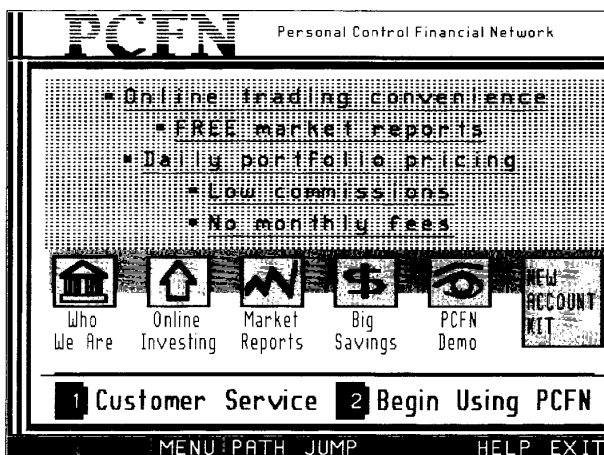 PCFN Personal Control Financial Network
Online trading convenience
FREE market reports
Daily portfolio pricing
Low commissions
No monthly fees
Who We Are
Online Investing
Market Reports
$
Big Savings
PCFN Demo
NEW ACCOUNT KIT
1 Customer Service 2 Begin Using PCFN
MENU PATH JUMP HELP EXIT